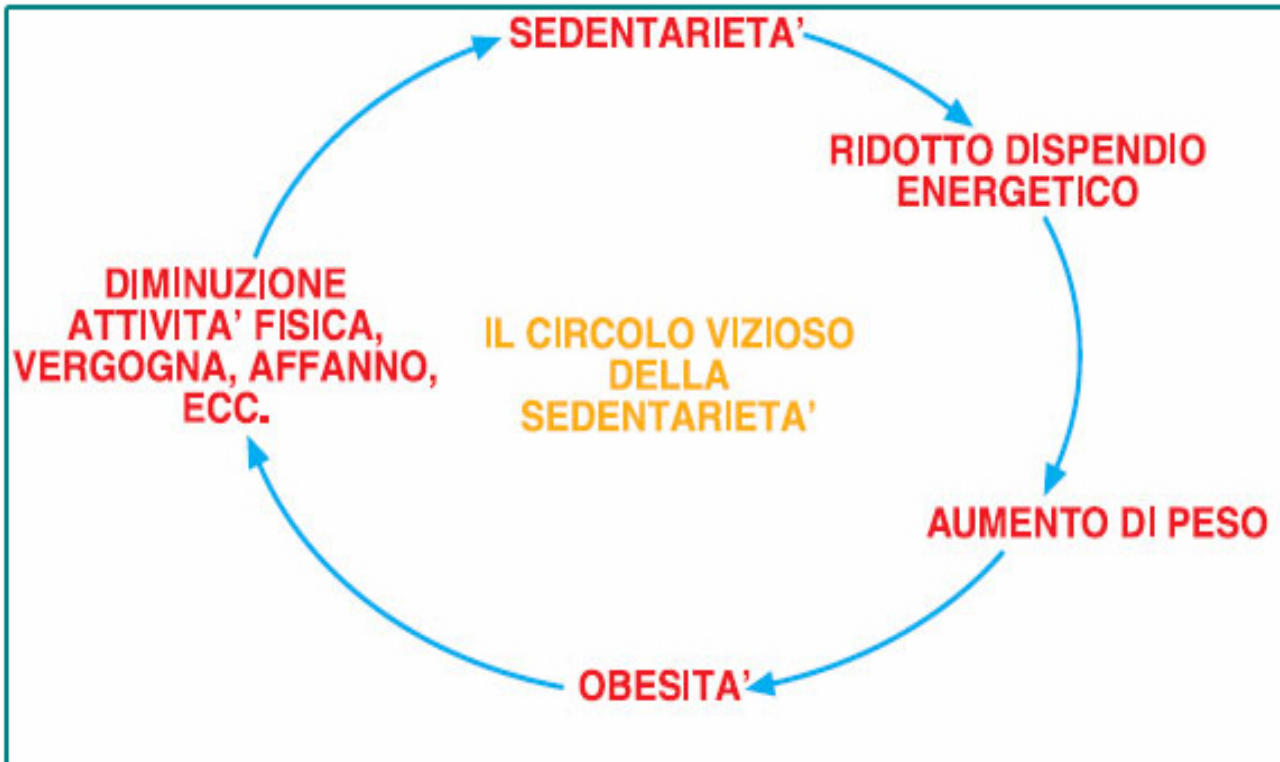 SEDENTARIETA’
RIDOTTO DISPENDIO
ENERGETICO
AUMENTO DI PESO
OBESITA’
DIMINUZIONE
ATTIVITA’ FISICA,
VERGOGNA, AFFANNO,
ECC.
IL CIRCOLO VIZIOSO
DELLA
SEDENTARIETA’